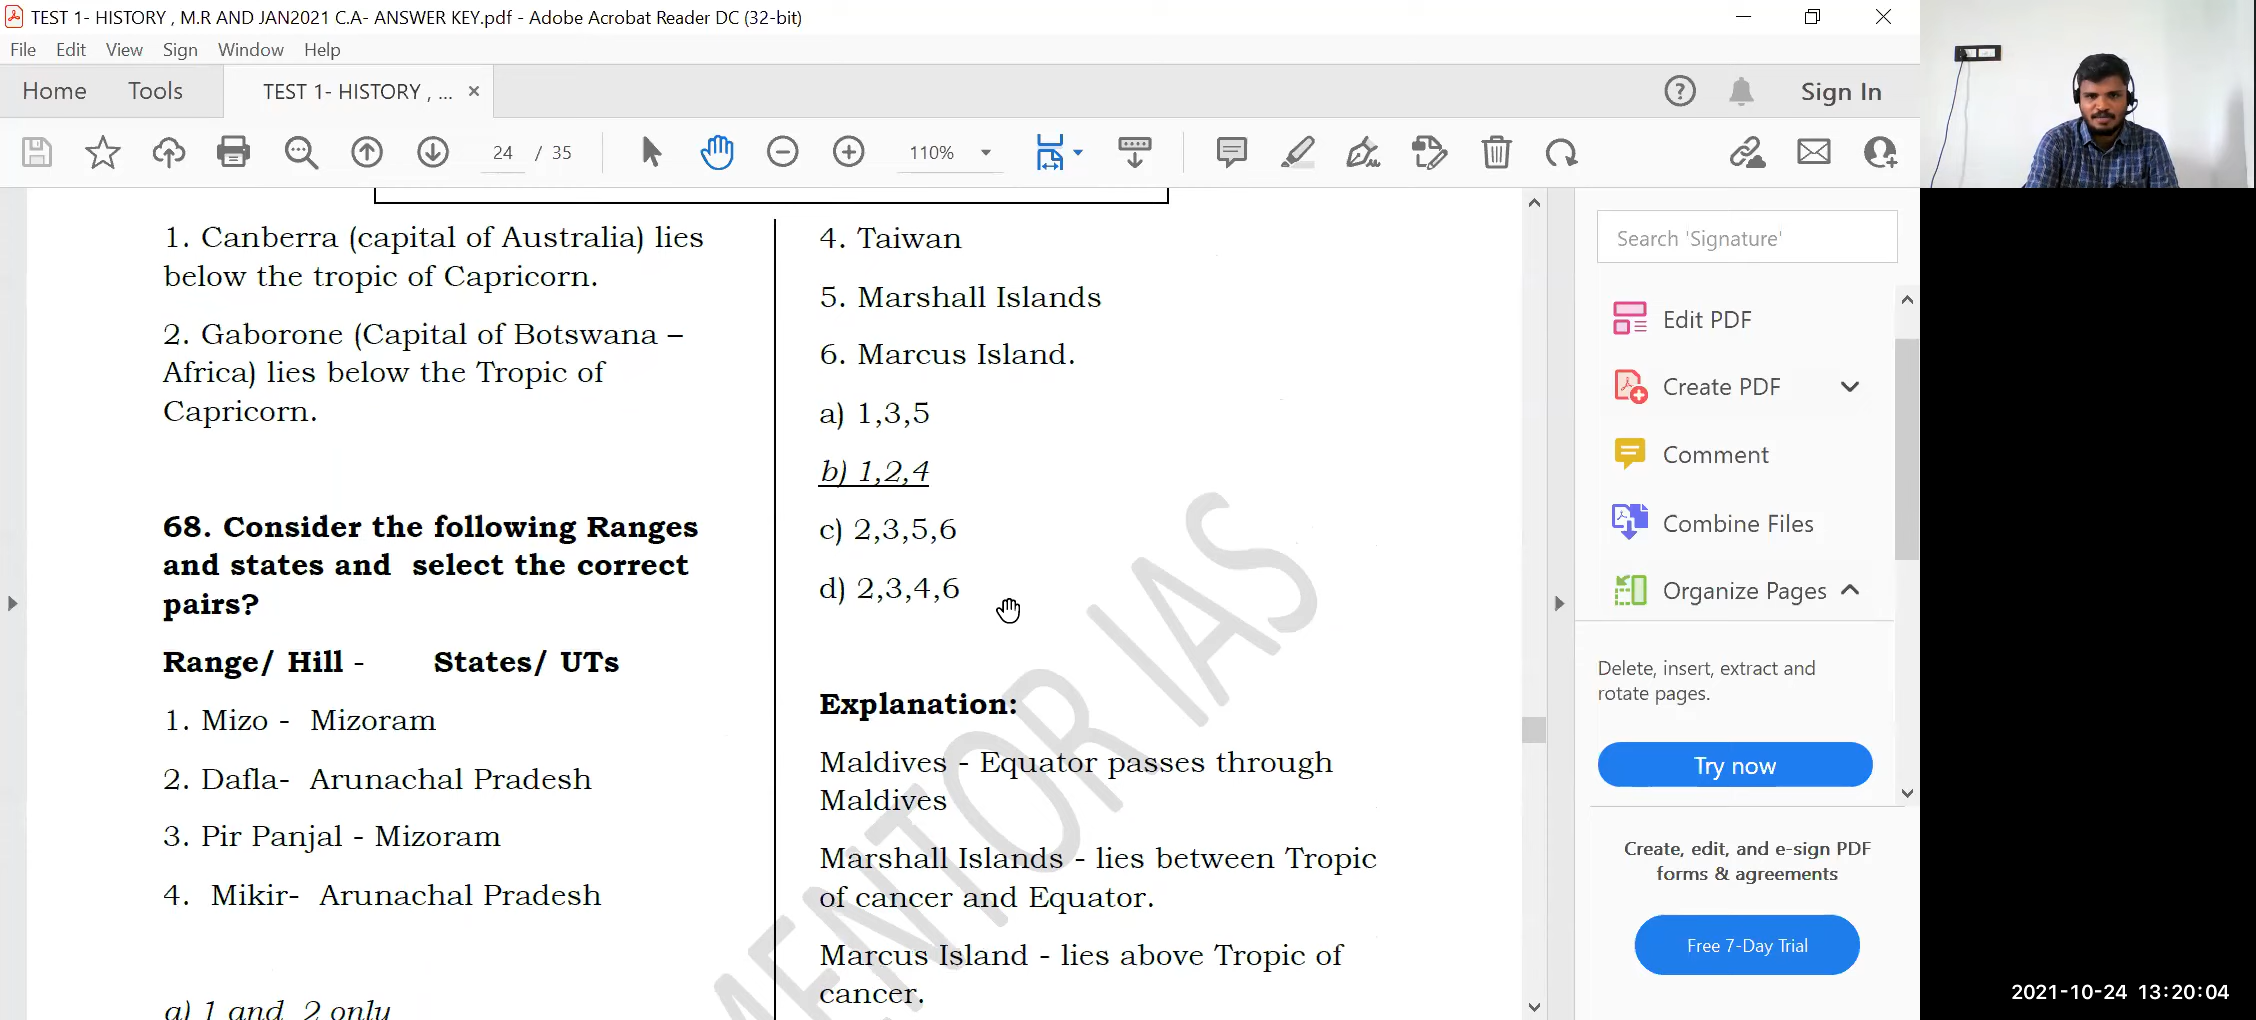 TEST 1- HISTORY , M.R AND JAN2021 C.A- ANSWER KEY.pdf - Adobe Acrobat Reader DC (32-bit)
File Edit View Sign Window Help
Home Tools TEST 1- HISTORY , ... × Sign In
24 / 35 110%
1. Canberra (capital of Australia) lies
below the tropic of Capricorn.
2. Gaborone (Capital of Botswana –
Africa) lies below the Tropic of
Capricorn.
68. Consider the following Ranges
and states and select the correct
pairs?
Range/ Hill - States/ UTs
1. Mizo - Mizoram
2. Dafla- Arunachal Pradesh
3. Pir Panjal - Mizoram
4. Mikir- Arunachal Pradesh
a) 1 and 2 only
4. Taiwan
5. Marshall Islands
6. Marcus Island.
a) 1,3,5
b) 1,2,4
c) 2,3,5,6
d) 2,3,4,6
Explanation:
Maldives - Equator passes through
Maldives
Marshall Islands - lies between Tropic
of cancer and Equator.
Marcus Island - lies above Tropic of
cancer.
MENTOR IAS
Search 'Signature'
Edit PDF
Create PDF
Comment
Combine Files
Organize Pages
Delete, insert, extract and
rotate pages.
Try now
Create, edit, and e-sign PDF
forms & agreements
Free 7-Day Trial
2021-10-24 13:20:04